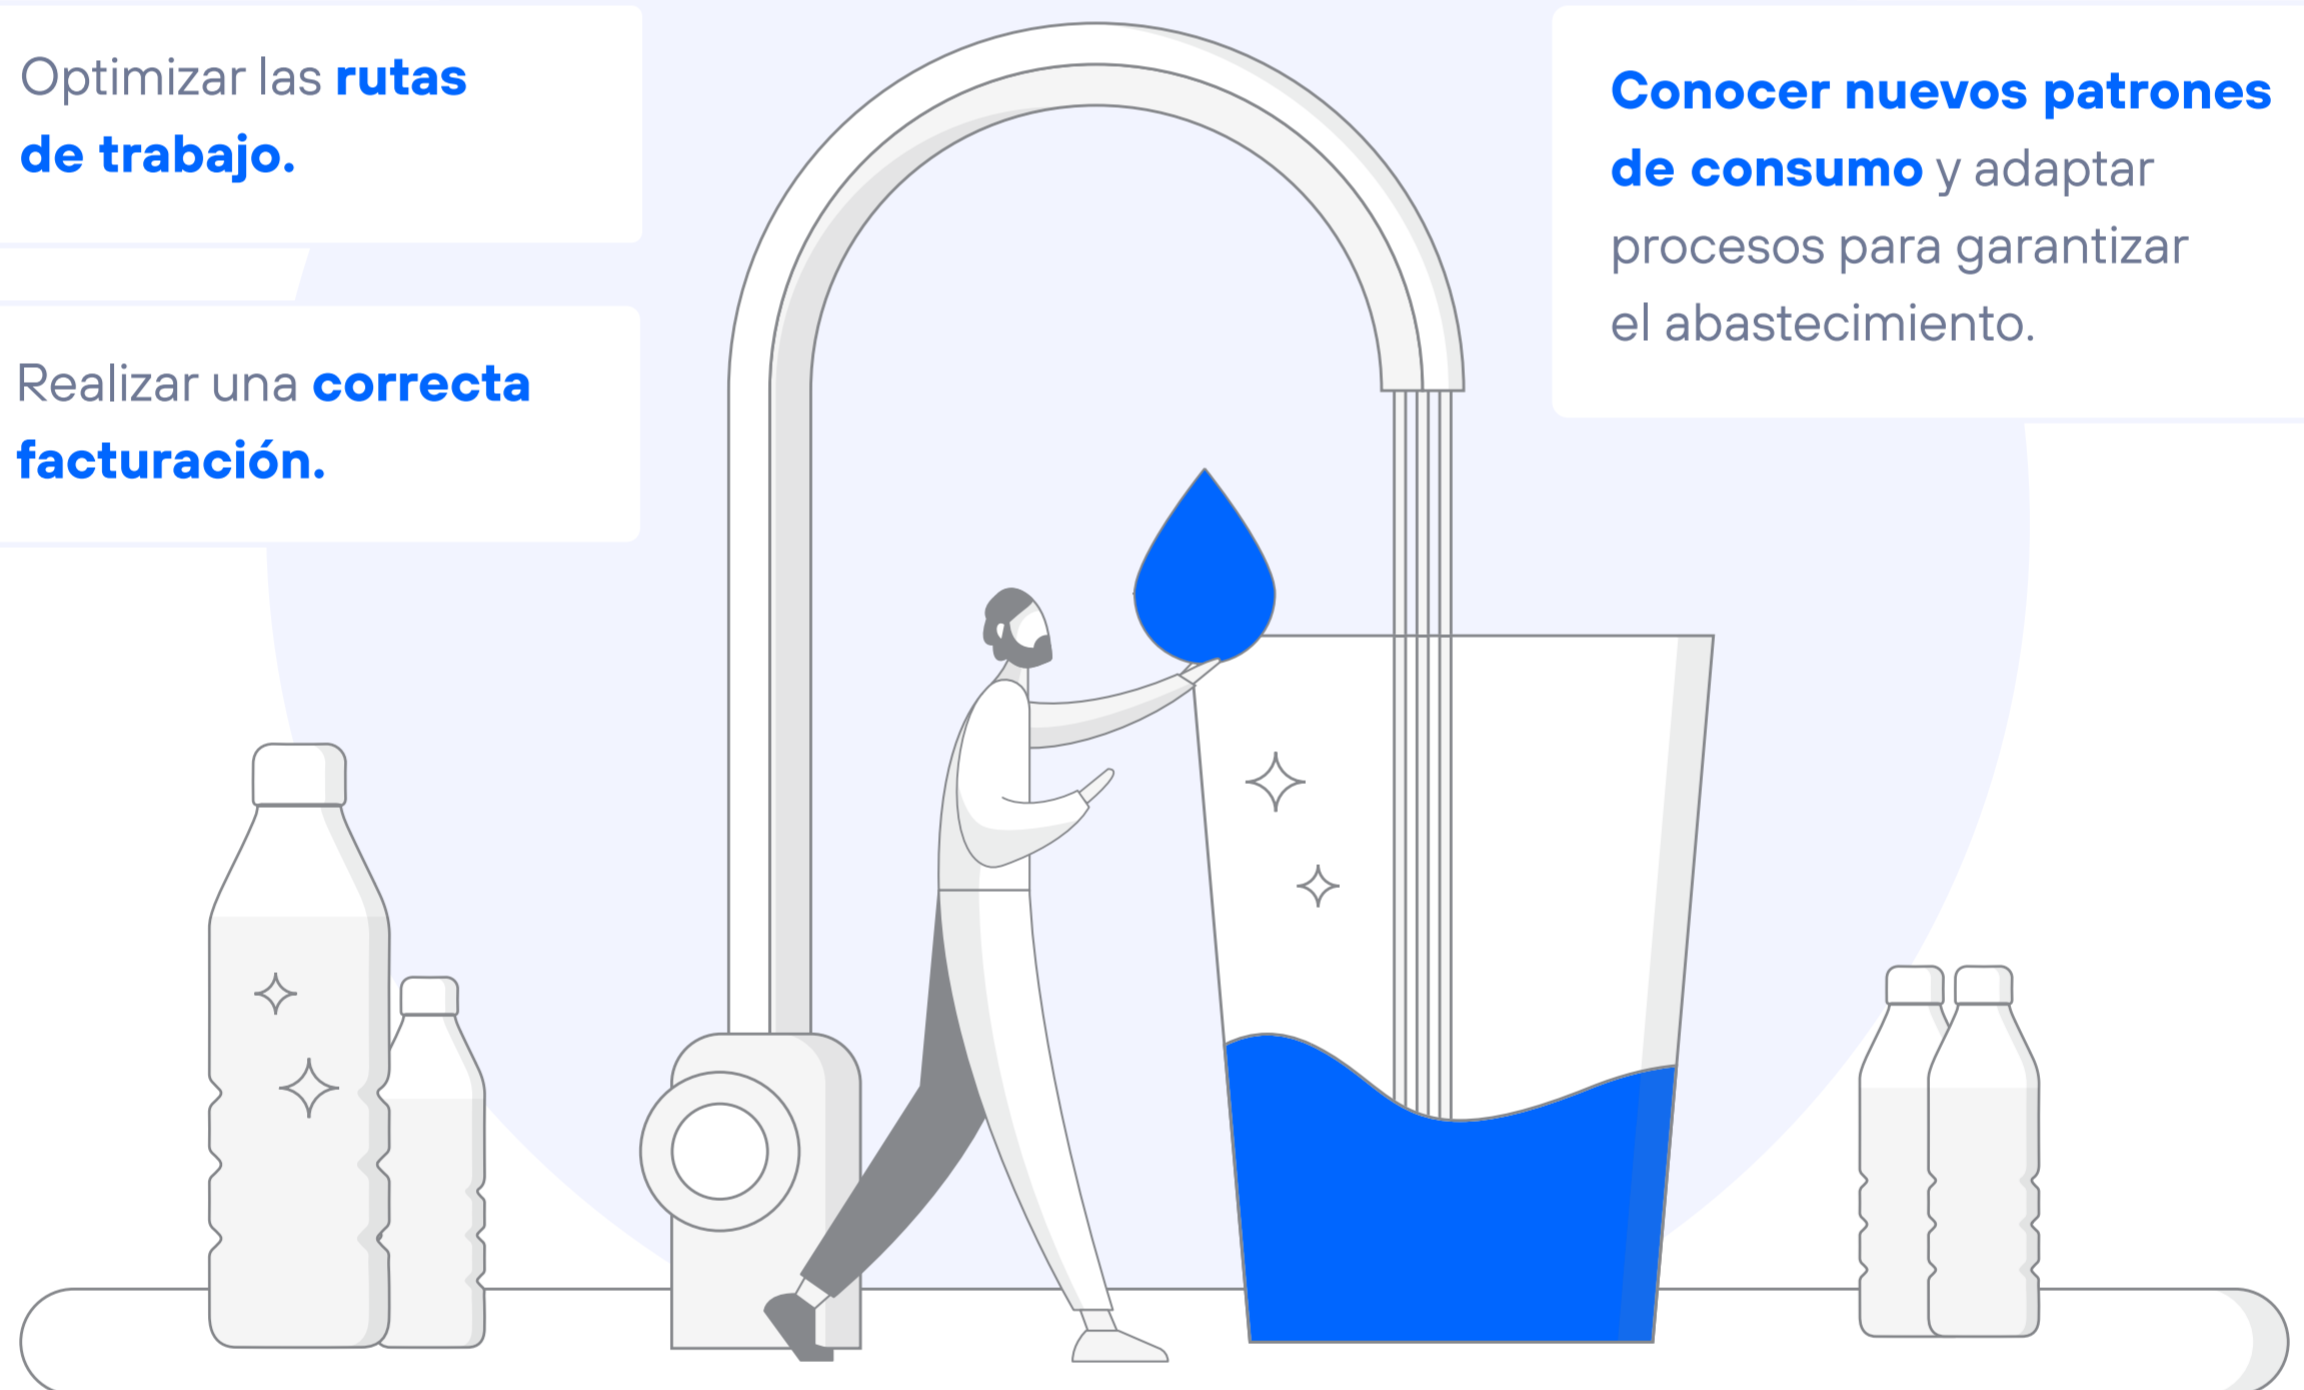 Optimizar las rutas
de trabajo.
Realizar una correcta
facturación.
Conocer nuevos patrones
de consumo y adaptar
procesos para garantizar
el abastecimiento.